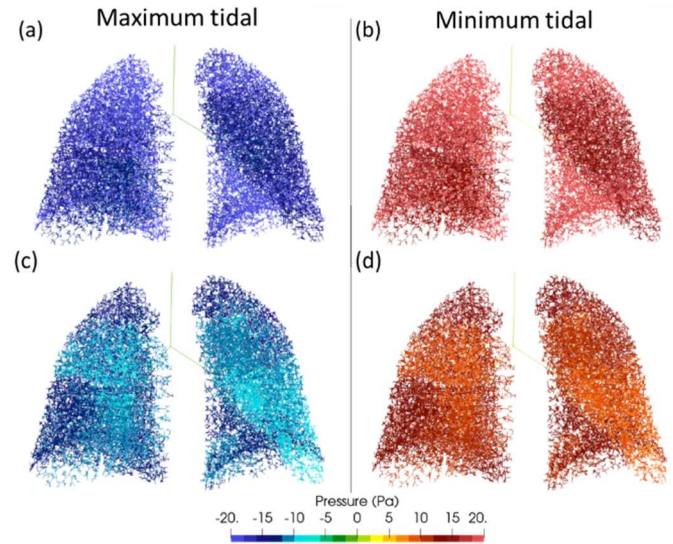 Maximum tidal
Minimum tidal
(a)
(b)
(c)
(d)
Pressure (Pa)
-20. -15 -10 -5 0 5 10 15 20.